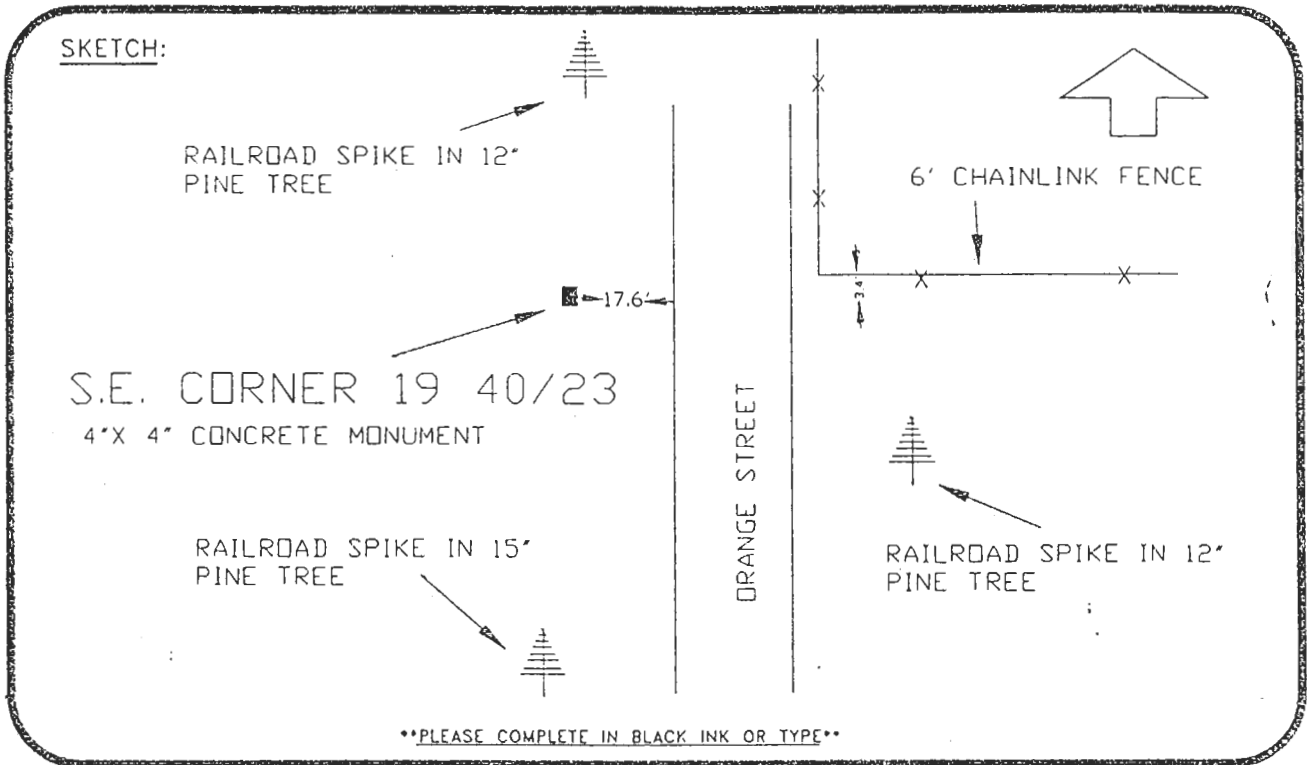 SKETCH:
RAILROAD SPIKE IN 12"
PINE TREE
6' CHAINLINK FENCE
17.6'
3.4'
S.E. CORNER 19 40/23
4"X 4" CONCRETE MONUMENT
ORANGE STREET
RAILROAD SPIKE IN 15"
PINE TREE
RAILROAD SPIKE IN 12"
PINE TREE
**PLEASE COMPLETE IN BLACK INK OR TYPE**